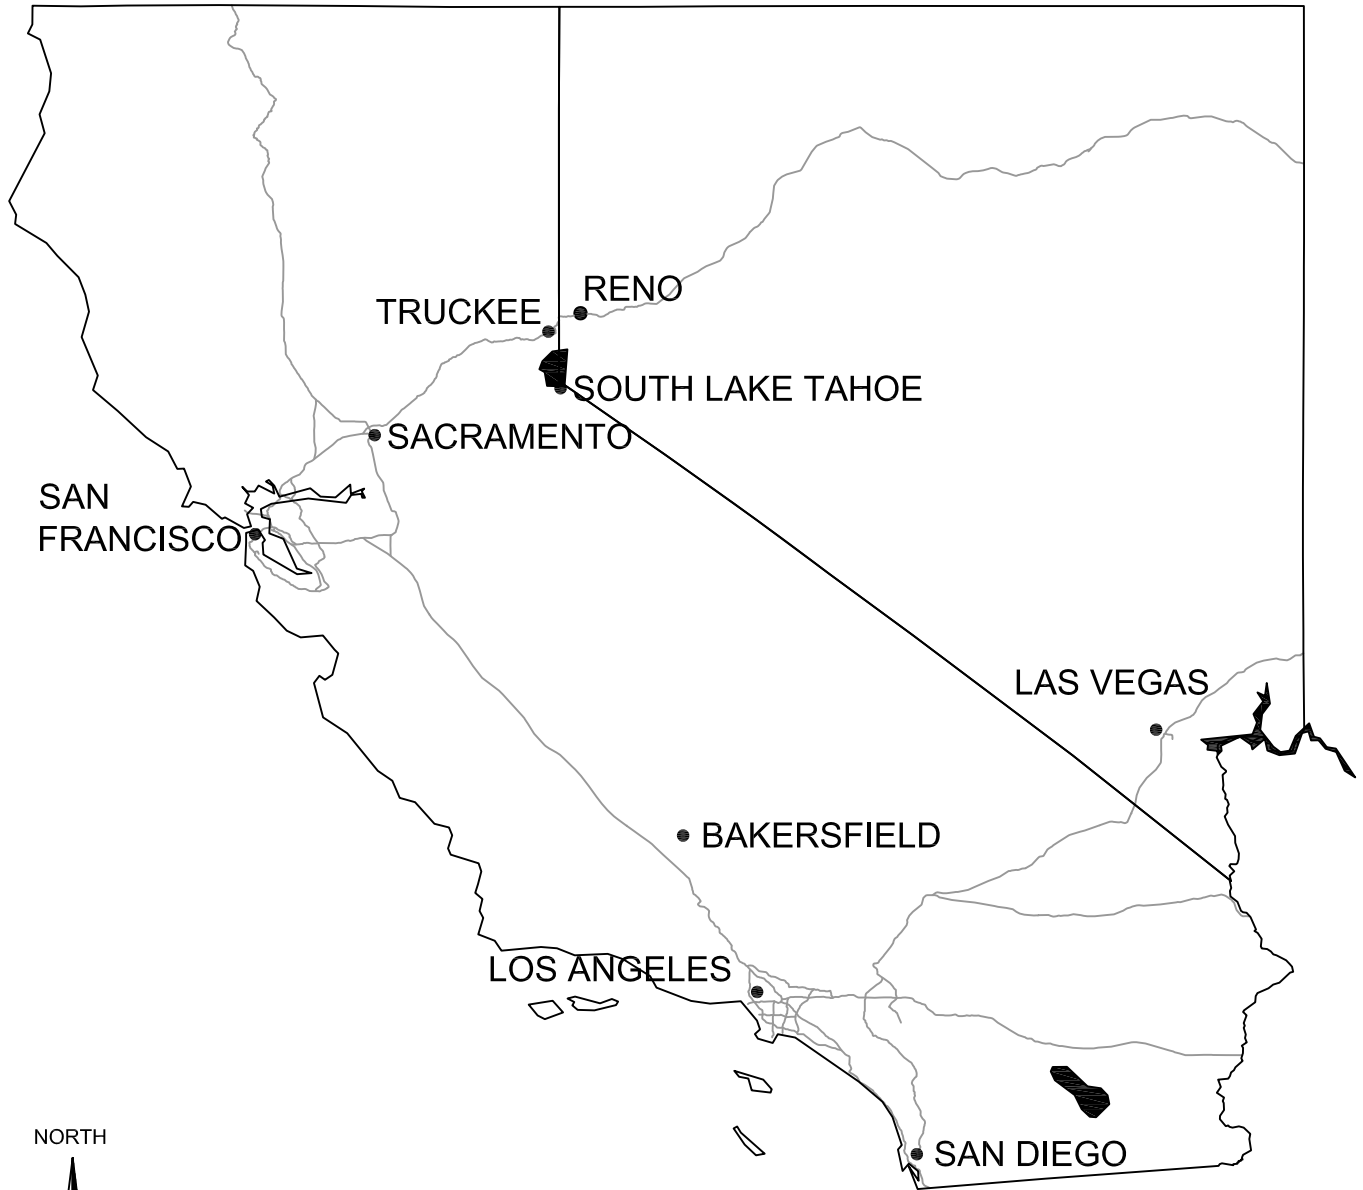 RENO
TRUCKEE
SOUTH LAKE TAHOE
SACRAMENTO
SAN
FRANCISCO
LAS VEGAS
BAKERSFIELD
LOS ANGELES
NORTH
SAN DIEGO